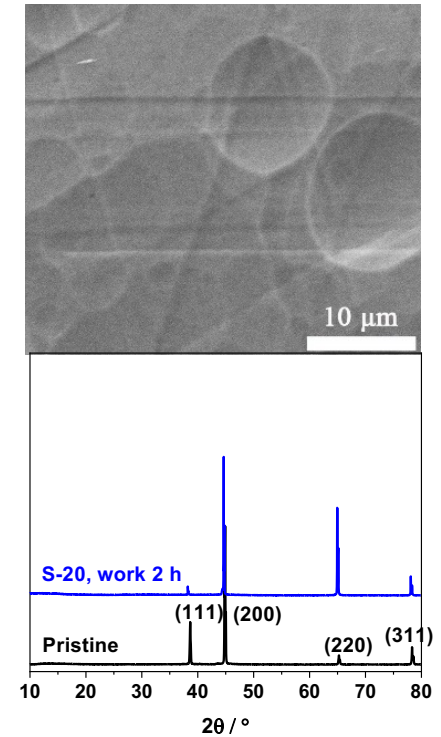 10 μm
S-20, work 2 h
(111) (200)
(220) (311)
Pristine
10 20 30 40 50 60 70 80
2θ / °